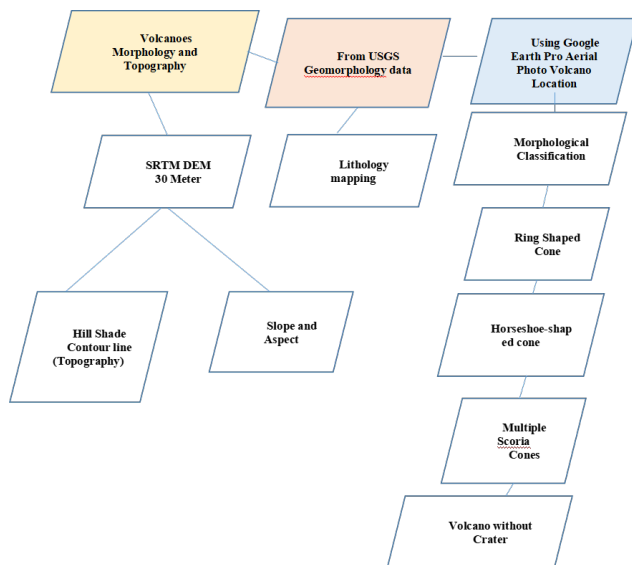 Volcanoes
Morphology and
Topography
From USGS
Geomorphology data
Using Google
Earth Pro Aerial
Photo Volcano
Location
SRTM DEM
30 Meter
Lithology
mapping
Morphological
Classification
Ring Shaped
Cone
Hill Shade
Contour line
(Topography)
Slope and
Aspect
Horseshoe-shap
ed cone
Multiple
Scoria
Cones
Volcano without
Crater